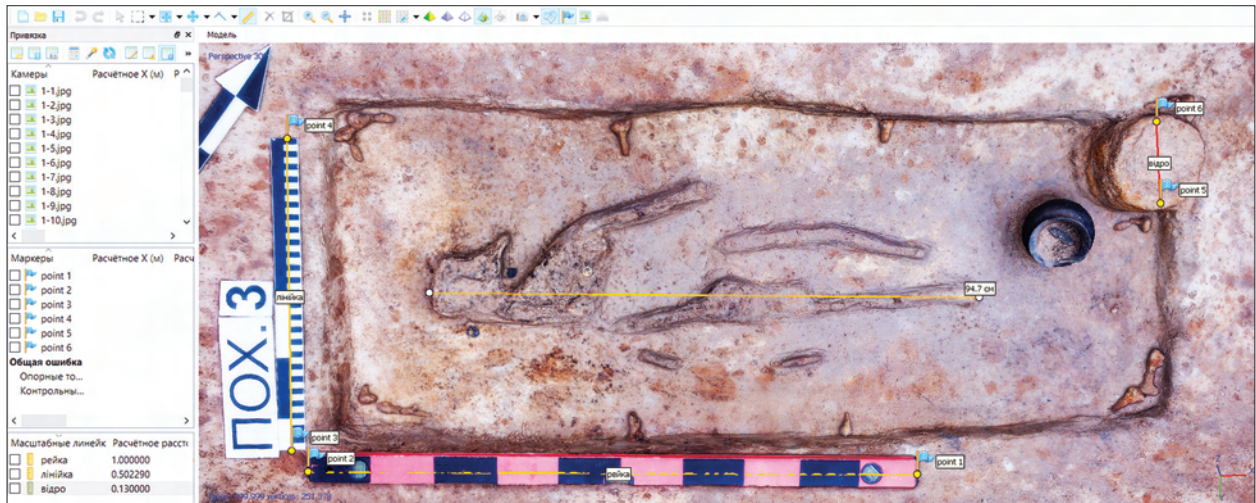 Привязка
Модель
Perspective 30°
Камеры Расчётное X (м) Р
1-1.jpg
1-2.jpg
1-3.jpg
1-4.jpg
1-5.jpg
1-6.jpg
1-7.jpg
1-8.jpg
1-9.jpg
1-10.jpg
Маркеры Расчётное X (м) Расч
point 1
point 2
point 3
point 4
point 5
point 6
Общая ошибка
Опорные то...
Контрольны...
Масштабные линейк Расчётное рассто
рейка 1.000000
лінійка 0.502290
відро 0.130000
point 4
point 6
відро
point 5
94.7 см
лінійка
ПОХ. 3
point 3
point 2
рейка
point 1